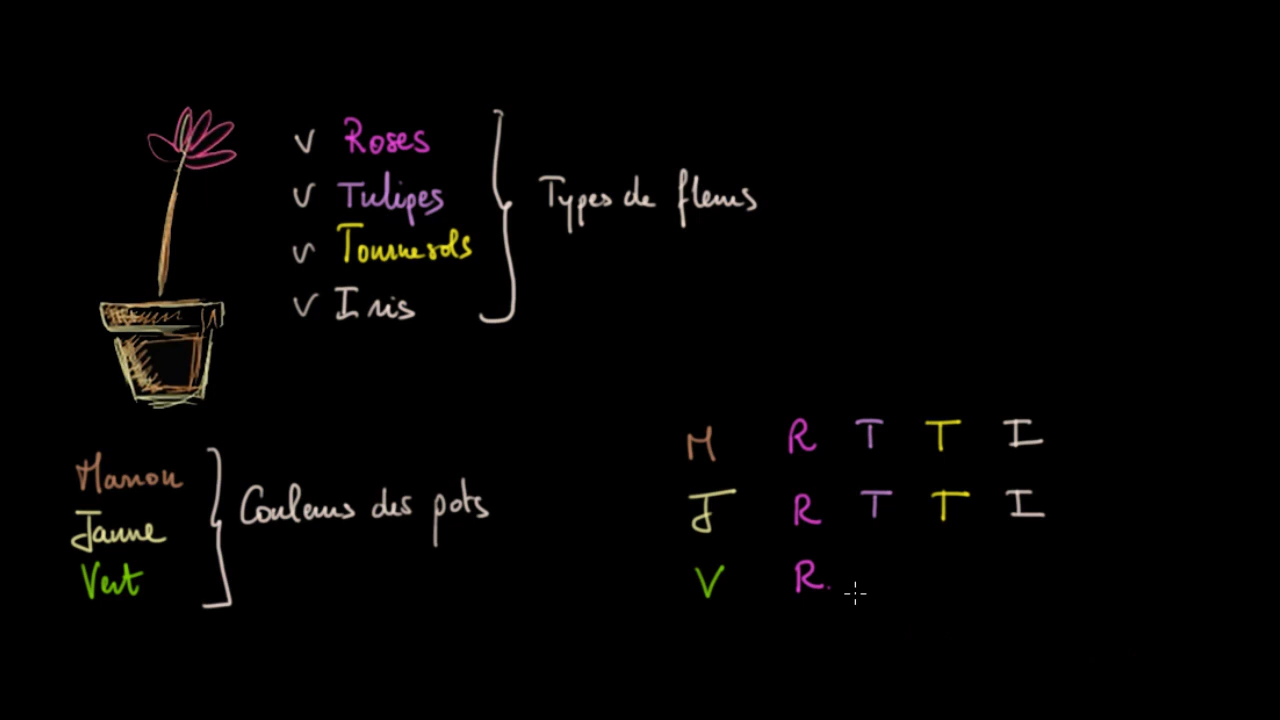 v Roses
v Tulipes
v Tournesols
v Iris
Types de fleurs
Marron
Jaune
Vert
Couleurs des pots
M R T T I
J R T T I
V R.